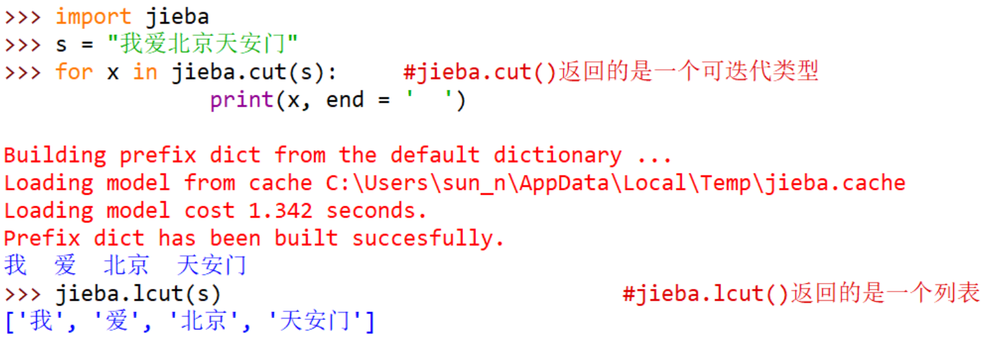 >>> import jieba
>>> s = "我爱北京天安门"
>>> for x in jieba.cut(s):     #jieba.cut()返回的是一个可迭代类型
                print(x, end = '  ')
Building prefix dict from the default dictionary ...
Loading model from cache C:\Users\sun_n\AppData\Local\Temp\jieba.cache
Loading model cost 1.342 seconds.
Prefix dict has been built succesfully.
我  爱  北京  天安门
>>> jieba.lcut(s)                               #jieba.lcut()返回的是一个列表
['我', '爱', '北京', '天安门']